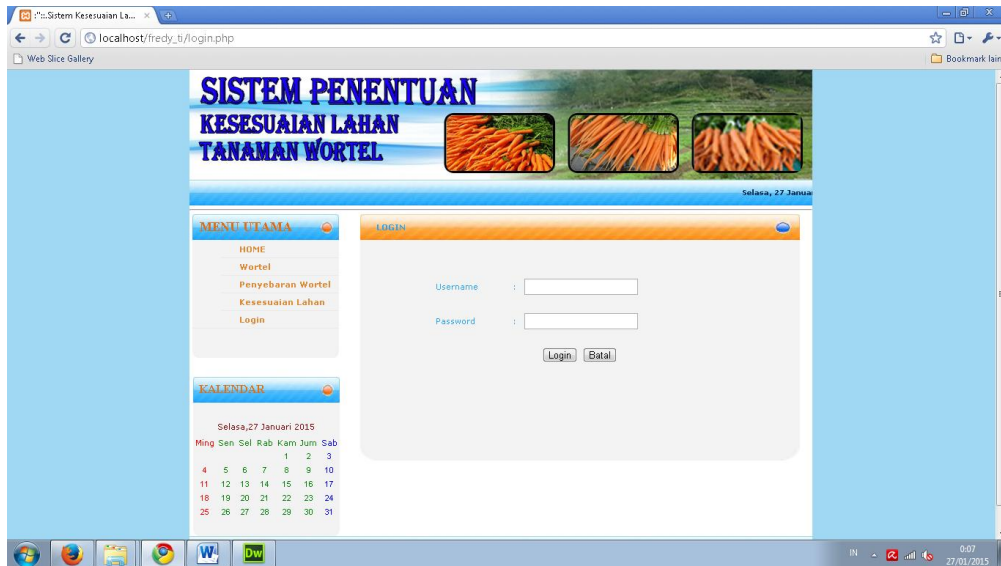 :"::.Sistem Kesesuaian La...
localhost/fredy_ti/login.php
Web Slice Gallery
Bookmark lain
SISTEM PENENTUAN
KESESUAIAN LAHAN
TANAMAN WORTEL
Selasa, 27 Janua
MENU UTAMA
HOME
Wortel
Penyebaran Wortel
Kesesuaian Lahan
Login
LOGIN
Username :
Password :
Login Batal
KALENDAR
Selasa,27 Januari 2015
Ming Sen Sel Rab Kam Jum Sab
1 2 3
4 5 6 7 8 9 10
11 12 13 14 15 16 17
18 19 20 21 22 23 24
25 26 27 28 29 30 31
W Dw
IN
0:07
27/01/2015